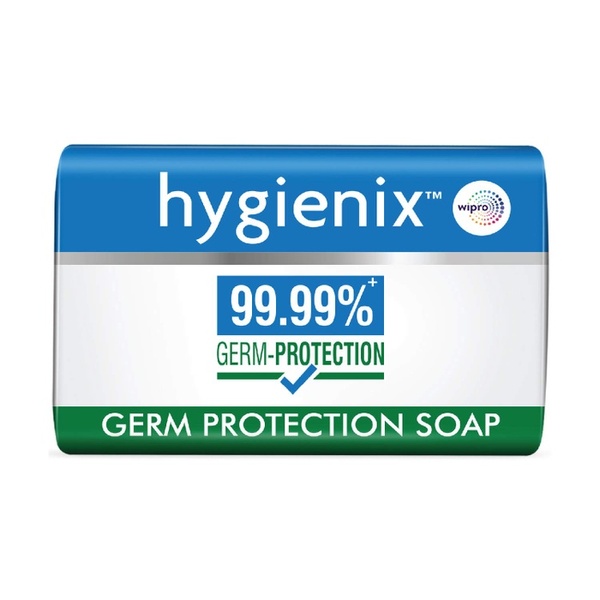 hygienix™
wipro
99.99%+
GERM-PROTECTION
GERM PROTECTION SOAP